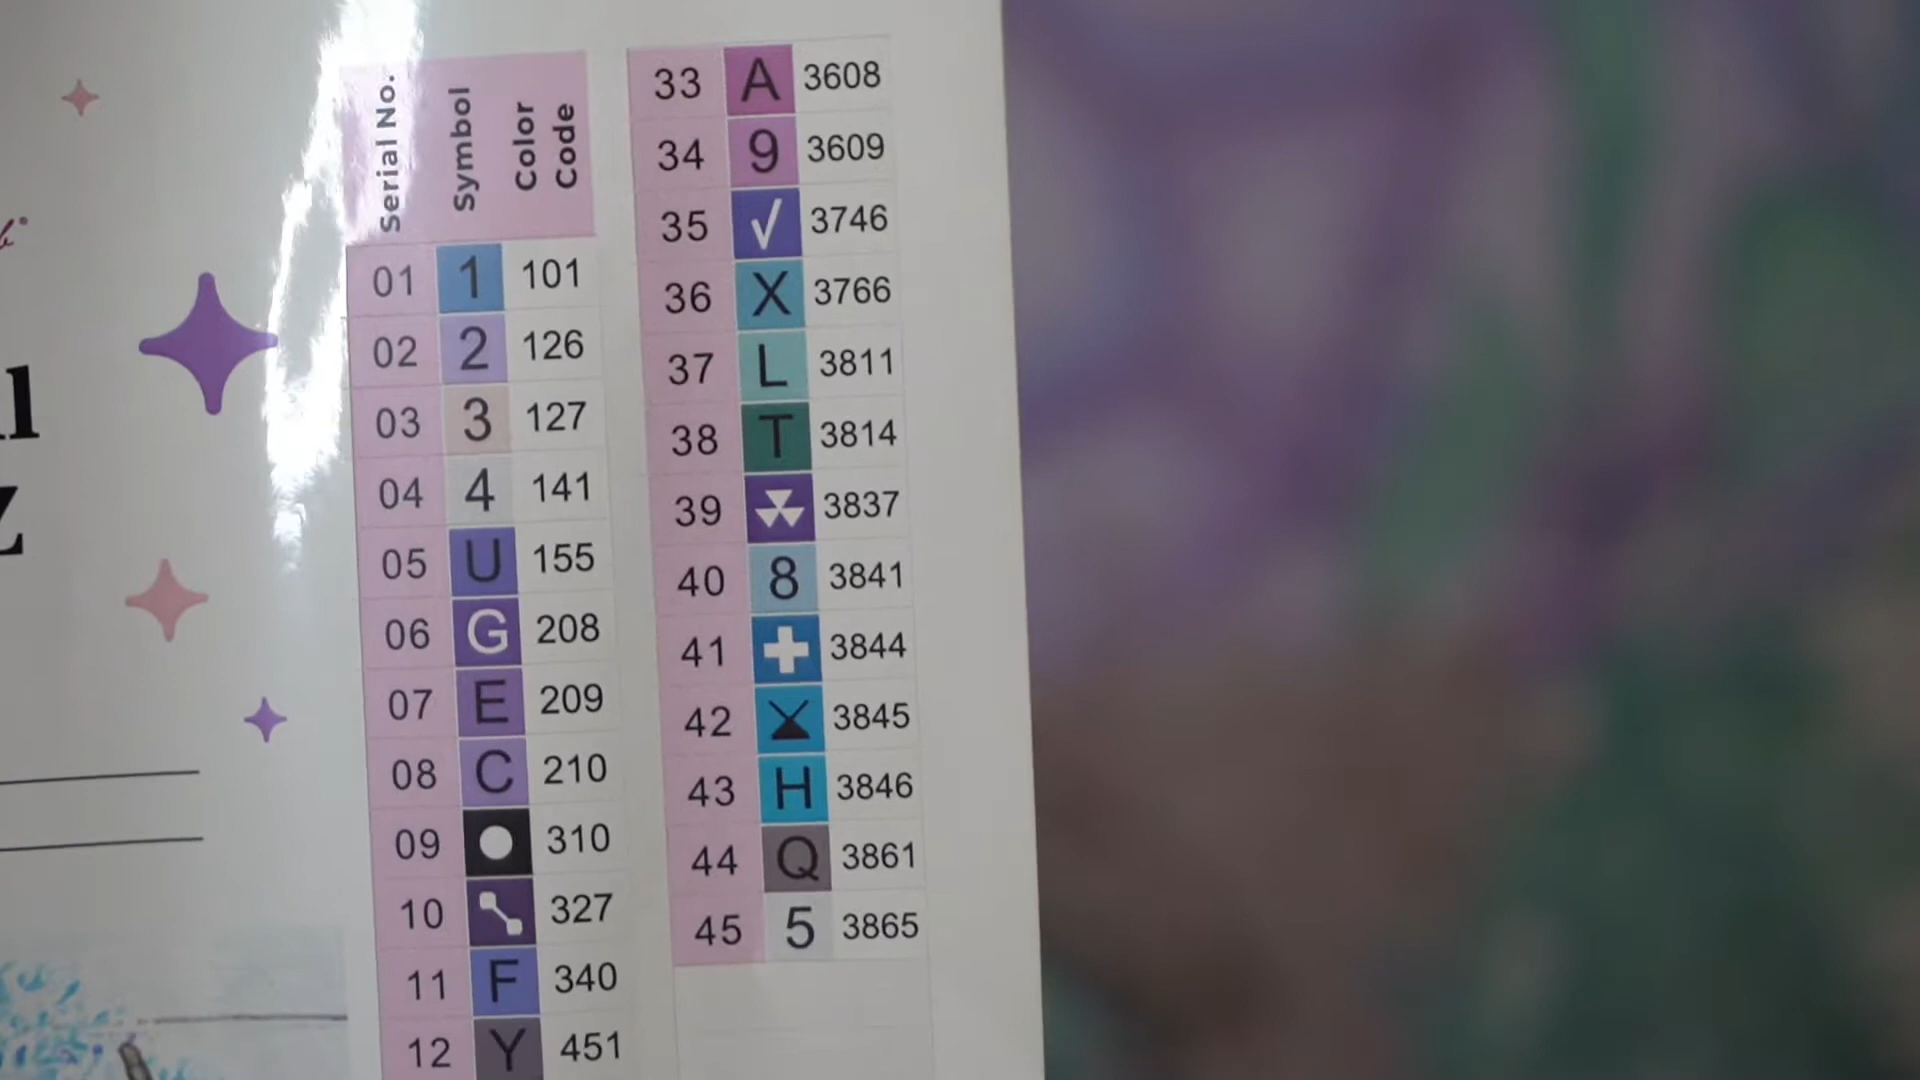 Serial No. Symbol Color Code
01 1 101
02 2 126
03 3 127
04 4 141
05 U 155
06 G 208
07 E 209
08 C 210
09 310
10 327
11 F 340
12 Y 451
33 A 3608
34 9 3609
35 √ 3746
36 X 3766
37 L 3811
38 T 3814
39 3837
40 8 3841
41 3844
42 3845
43 H 3846
44 Q 3861
45 5 3865